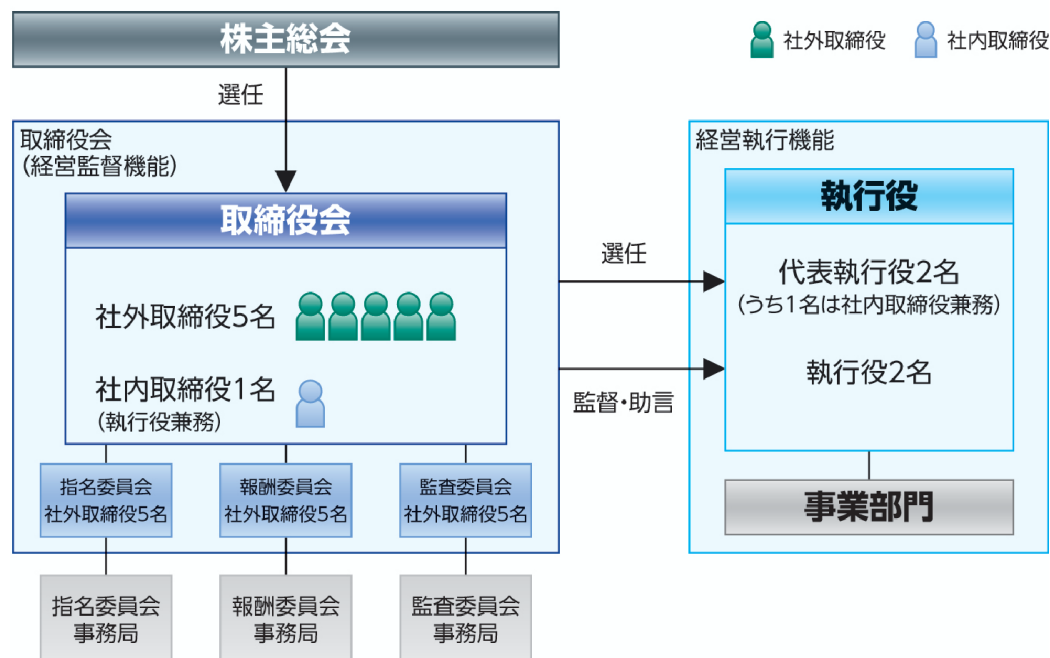 株主総会
社外取締役
社内取締役
選任
取締役会
(経営監督機能)
取締役会
社外取締役5名
社内取締役1名
(執行役兼務)
指名委員会
社外取締役5名
報酬委員会
社外取締役5名
監査委員会
社外取締役5名
指名委員会
事務局
報酬委員会
事務局
監査委員会
事務局
選任
監督・助言
経営執行機能
執行役
代表執行役2名
(うち1名は社内取締役兼務)
執行役2名
事業部門